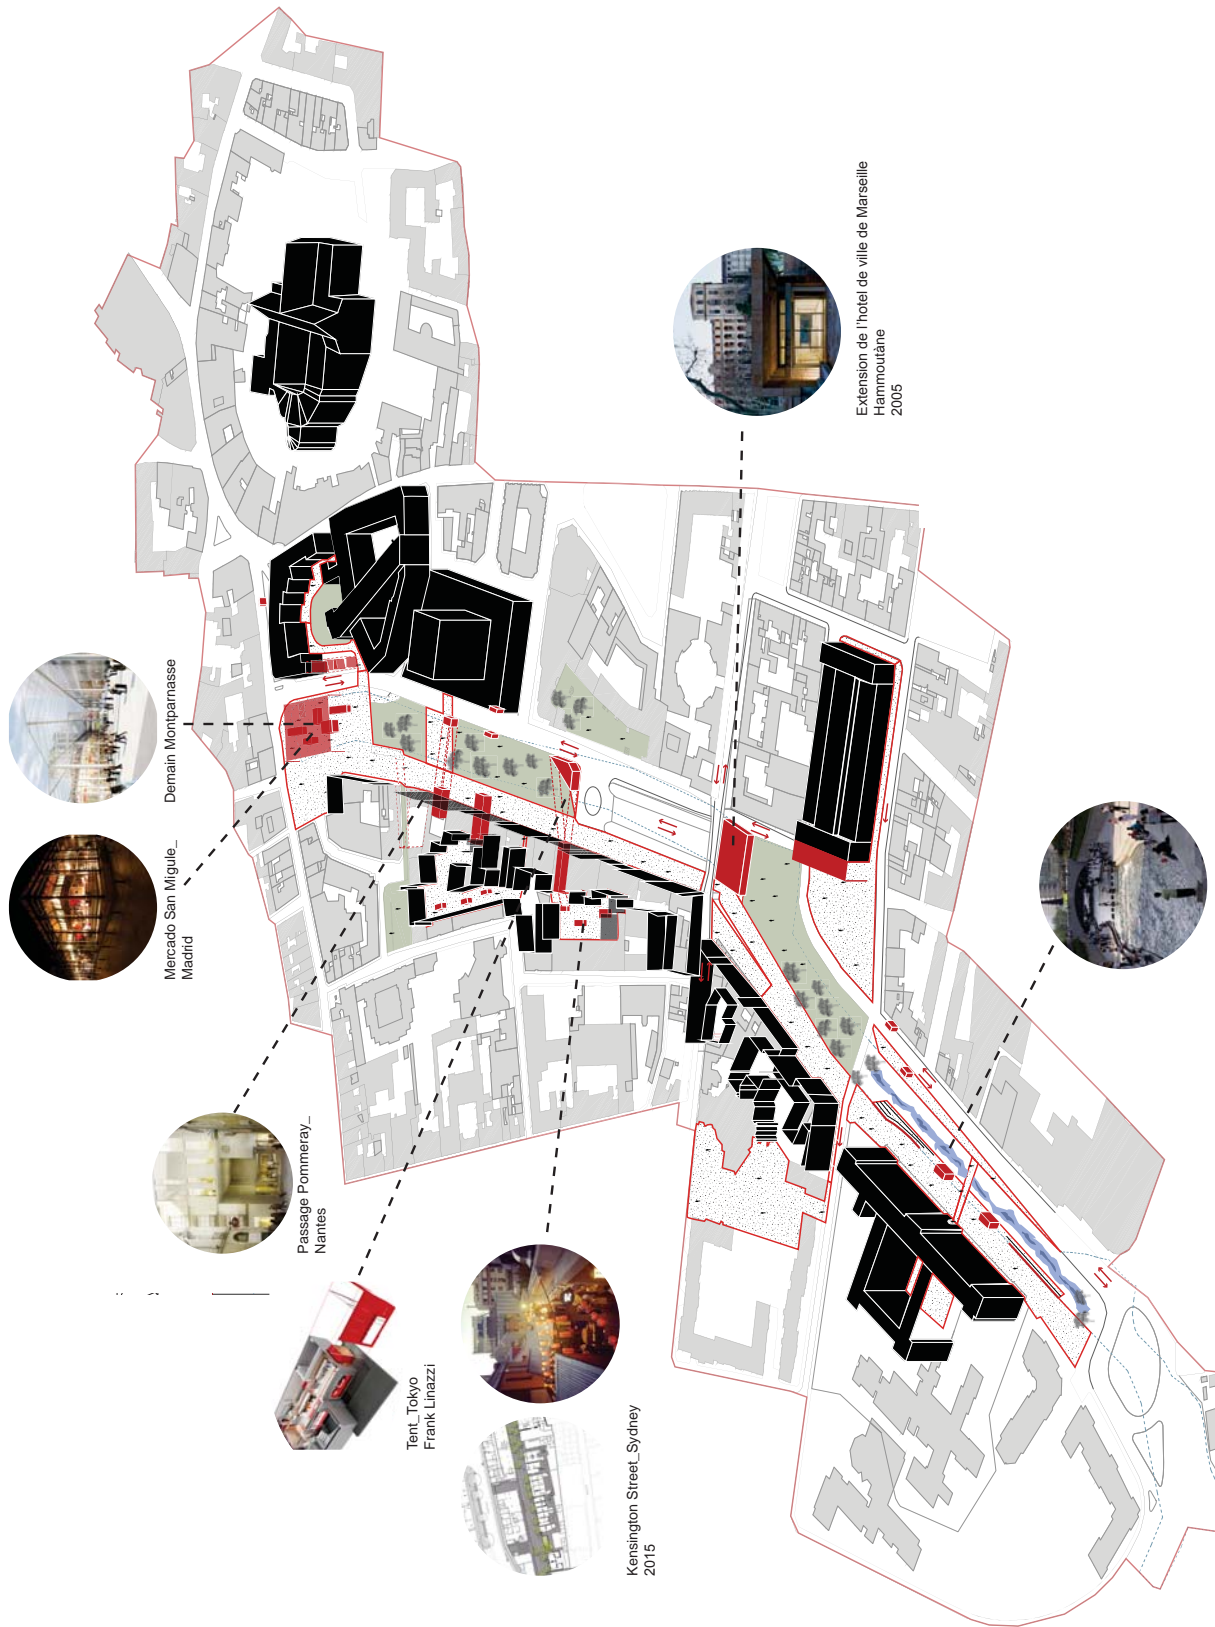 Demain Montparnasse
Mercado San Migule_
Madrid
Passage Pommeray_
Nantes
Tent_Tokyo
Frank Linazzi
Kensington Street_Sydney
2015
Extension de l'hotel de ville de Marseille
Hammoutâne
2005